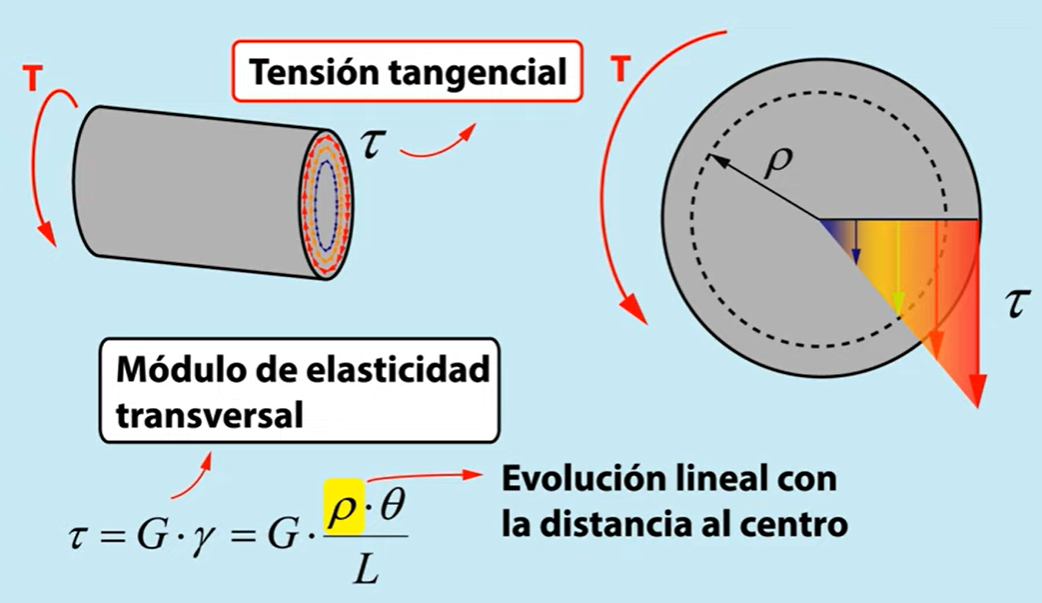 T
Tensión tangencial
T
τ
ρ
τ
Módulo de elasticidad
transversal
τ = G · γ = G · ρ · θ / L
Evolución lineal con
la distancia al centro